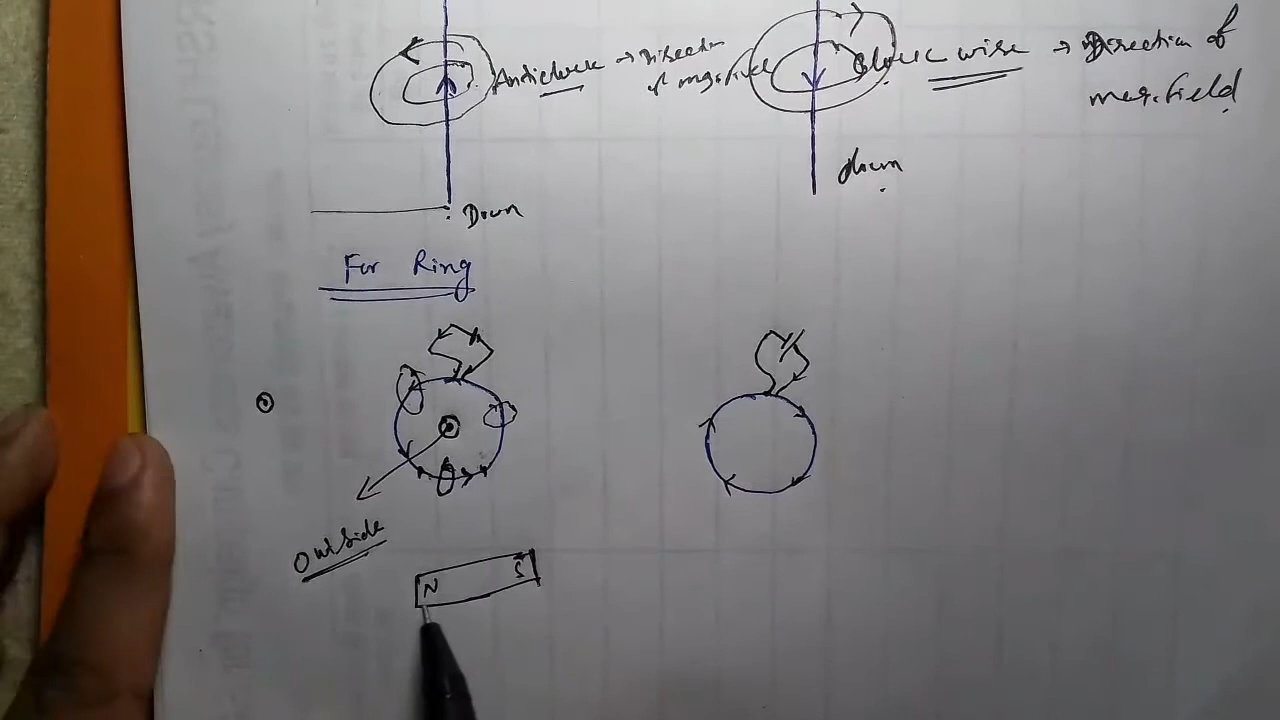 Anticlock → Direction
of mag. field
Clock wise → Direction of
mag. field
down
Down
For Ring
Outside
N S